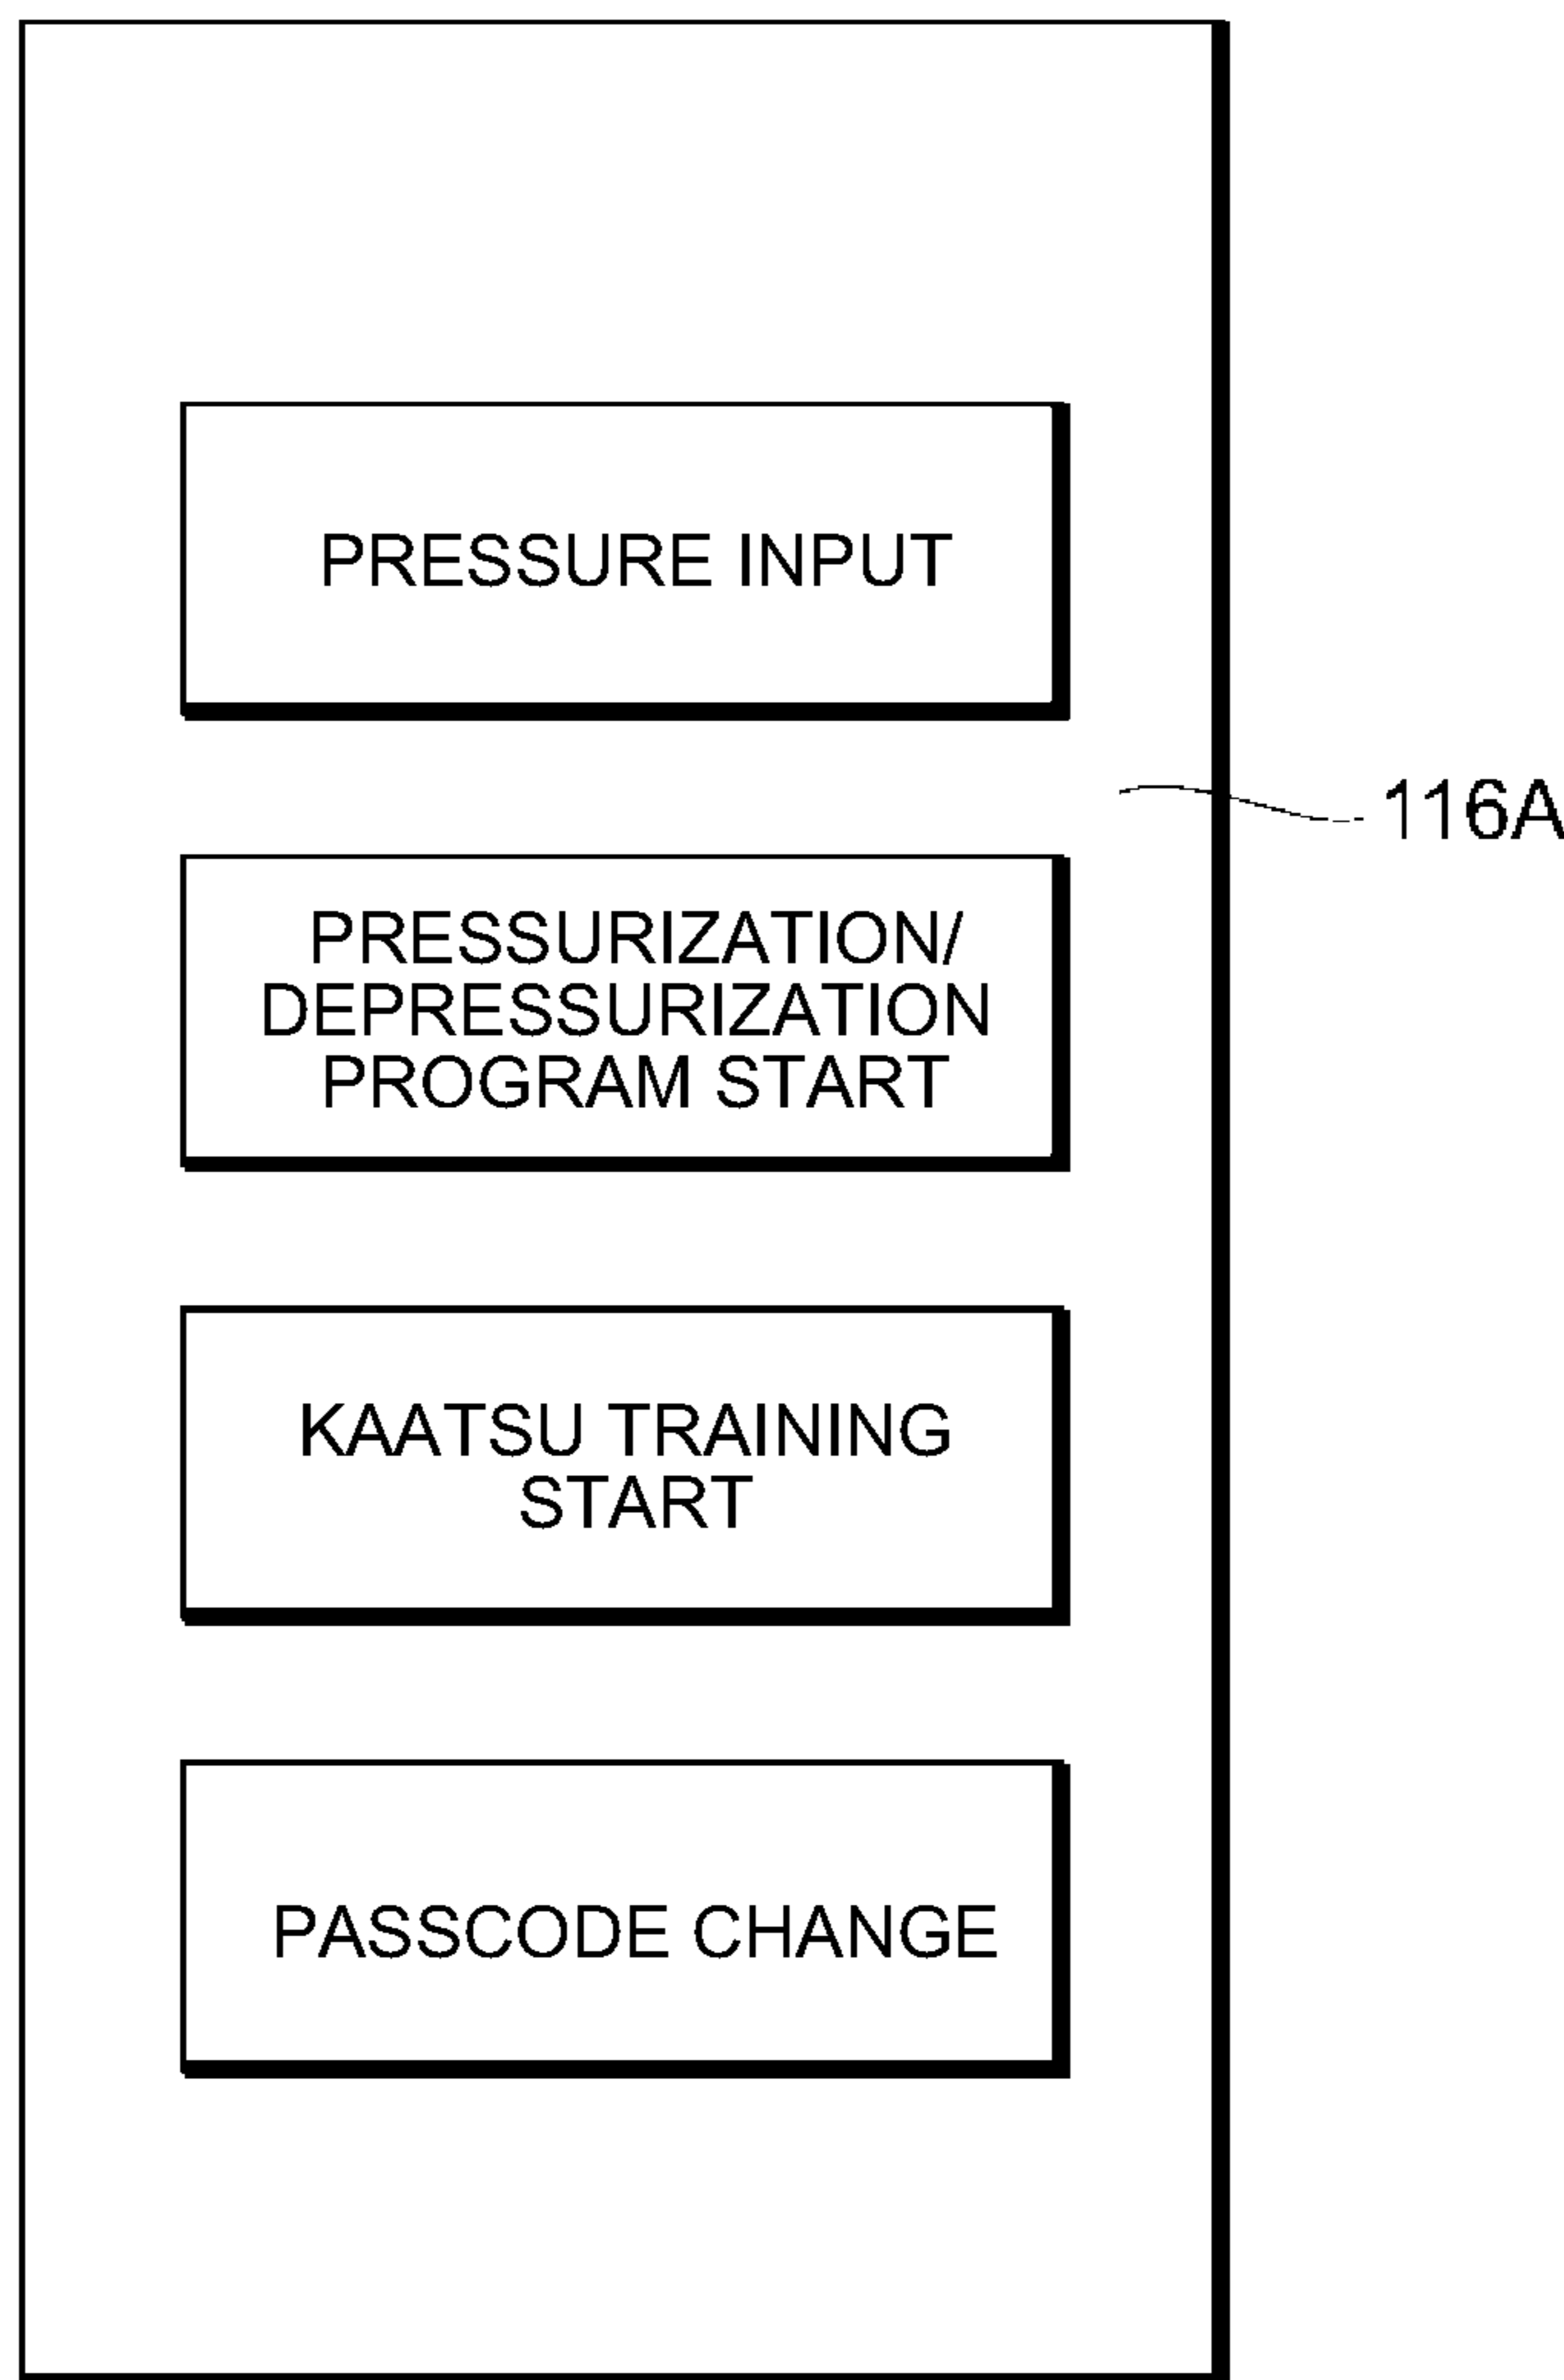 PRESSURE INPUT
116A
PRESSURIZATION/
DEPRESSURIZATION
PROGRAM START
KAATSU TRAINING
START
PASSCODE CHANGE